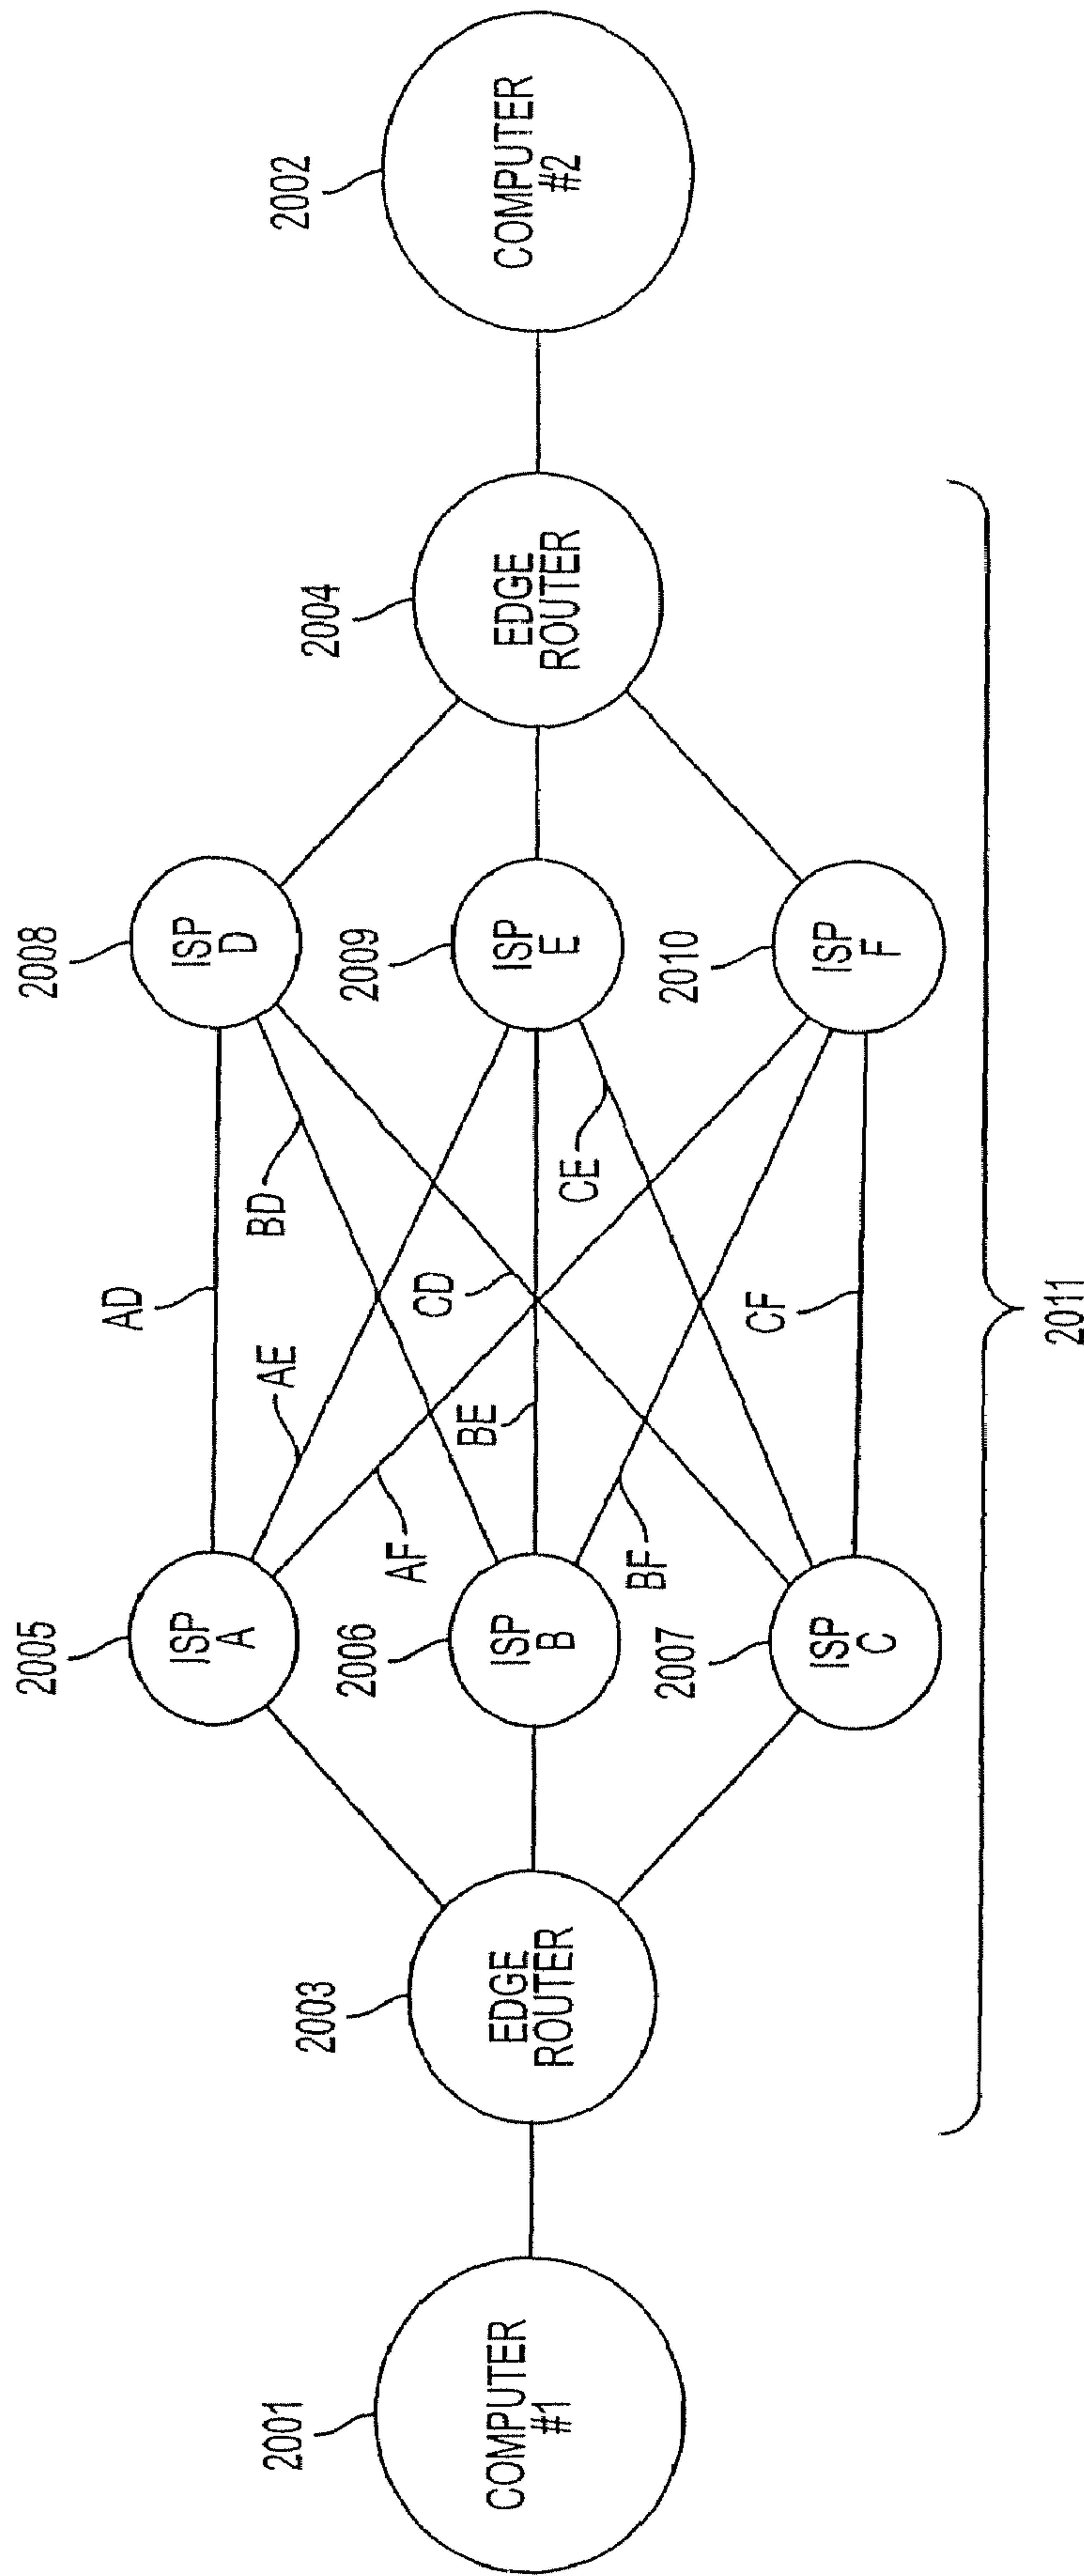 2001
COMPUTER
#1
2003
EDGE
ROUTER
2005
ISP
A
2006
ISP
B
2007
ISP
C
AD
AE
AF
BD
BE
BF
CD
CE
CF
2008
ISP
D
2009
ISP
E
2010
ISP
F
2004
EDGE
ROUTER
2002
COMPUTER
#2
2011